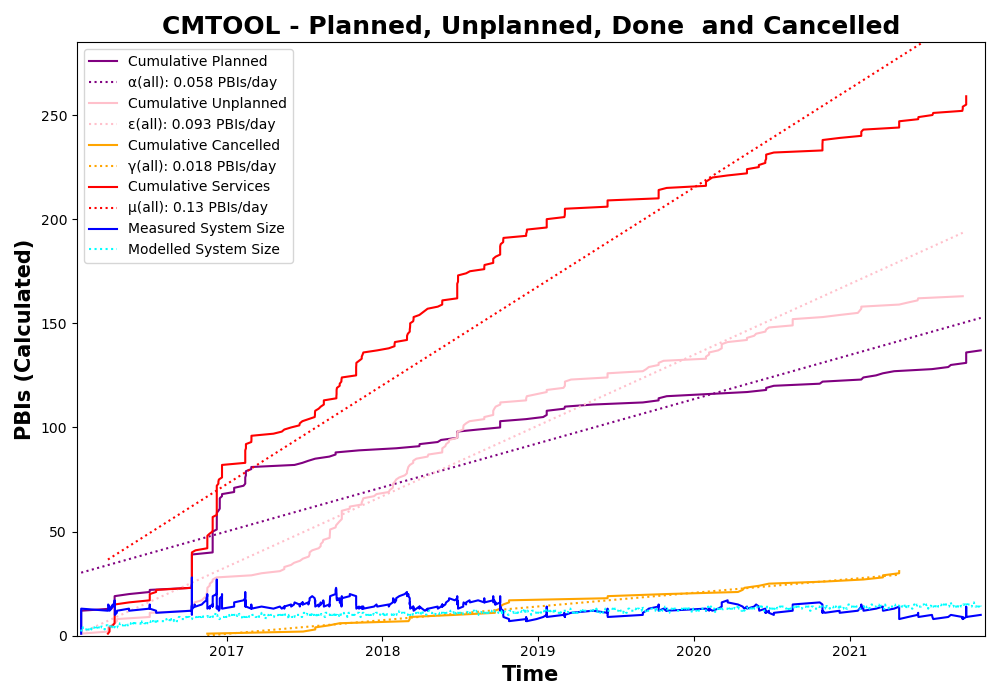 CMTOOL - Planned, Unplanned, Done  and Cancelled
Cumulative Planned
α(all): 0.058 PBIs/day
Cumulative Unplanned
ε(all): 0.093 PBIs/day
Cumulative Cancelled
γ(all): 0.018 PBIs/day
Cumulative Services
μ(all): 0.13 PBIs/day
Measured System Size
Modelled System Size
PBIs (Calculated)
250
200
150
100
50
0
2017 2018 2019 2020 2021
Time